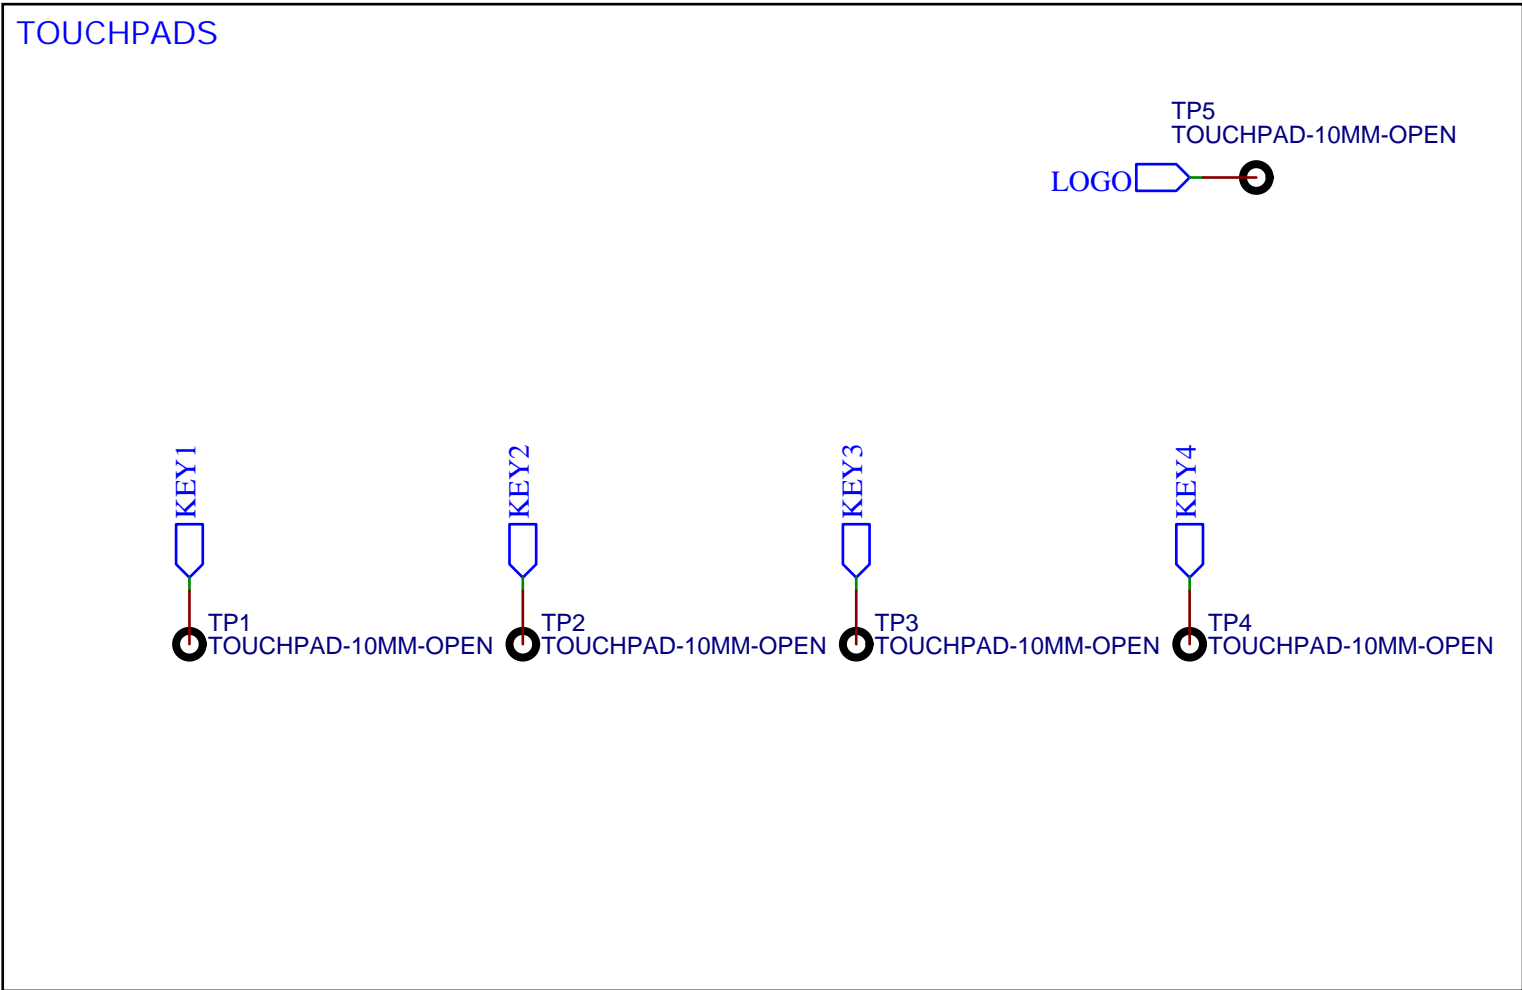 TOUCHPADS
TP5
TOUCHPAD-10MM-OPEN
LOGO
KEY1
KEY2
KEY3
KEY4
TP1
TOUCHPAD-10MM-OPEN
TP2
TOUCHPAD-10MM-OPEN
TP3
TOUCHPAD-10MM-OPEN
TP4
TOUCHPAD-10MM-OPEN